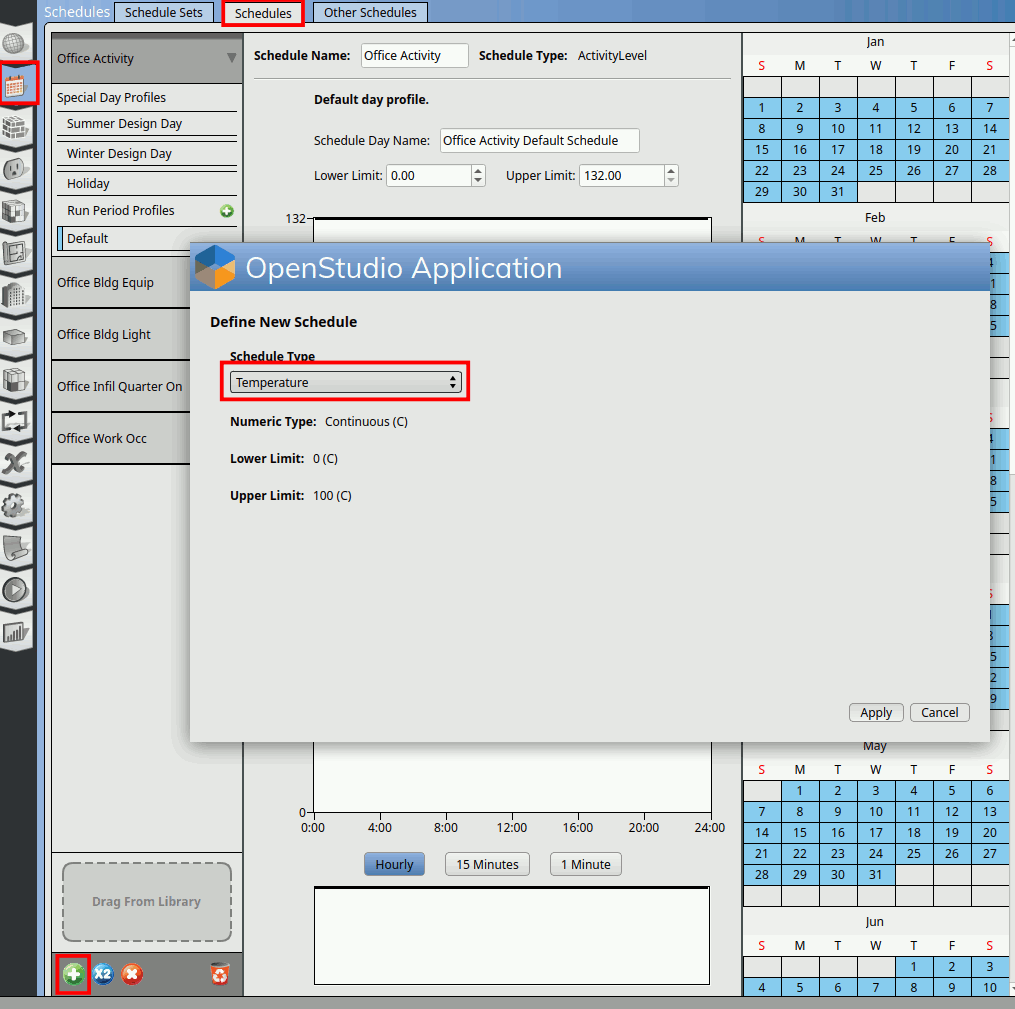 Schedules Schedule Sets Schedules Other Schedules
Office Activity
Special Day Profiles
Summer Design Day
Winter Design Day
Holiday
Run Period Profiles
Default
Office Bldg Equip
Office Bldg Light
Office Infil Quarter On
Office Work Occ
Drag From Library
X2
Schedule Name: Office Activity Schedule Type: ActivityLevel
Default day profile.
Schedule Day Name: Office Activity Default Schedule
Lower Limit: 0.00 Upper Limit: 132.00
132
OpenStudio Application
Define New Schedule
Schedule Type
Temperature
Numeric Type: Continuous (C)
Lower Limit: 0 (C)
Upper Limit: 100 (C)
Apply Cancel
0
0:00 4:00 8:00 12:00 16:00 20:00 24:00
Hourly 15 Minutes 1 Minute
Jan
S M T W T F S
1 2 3 4 5 6 7
8 9 10 11 12 13 14
15 16 17 18 19 20 21
22 23 24 25 26 27 28
29 30 31
Feb
S M T W T F S
May
S M T W T F S
1 2 3 4 5 6
7 8 9 10 11 12 13
14 15 16 17 18 19 20
21 22 23 24 25 26 27
28 29 30 31
Jun
S M T W T F S
1 2 3
4 5 6 7 8 9 10